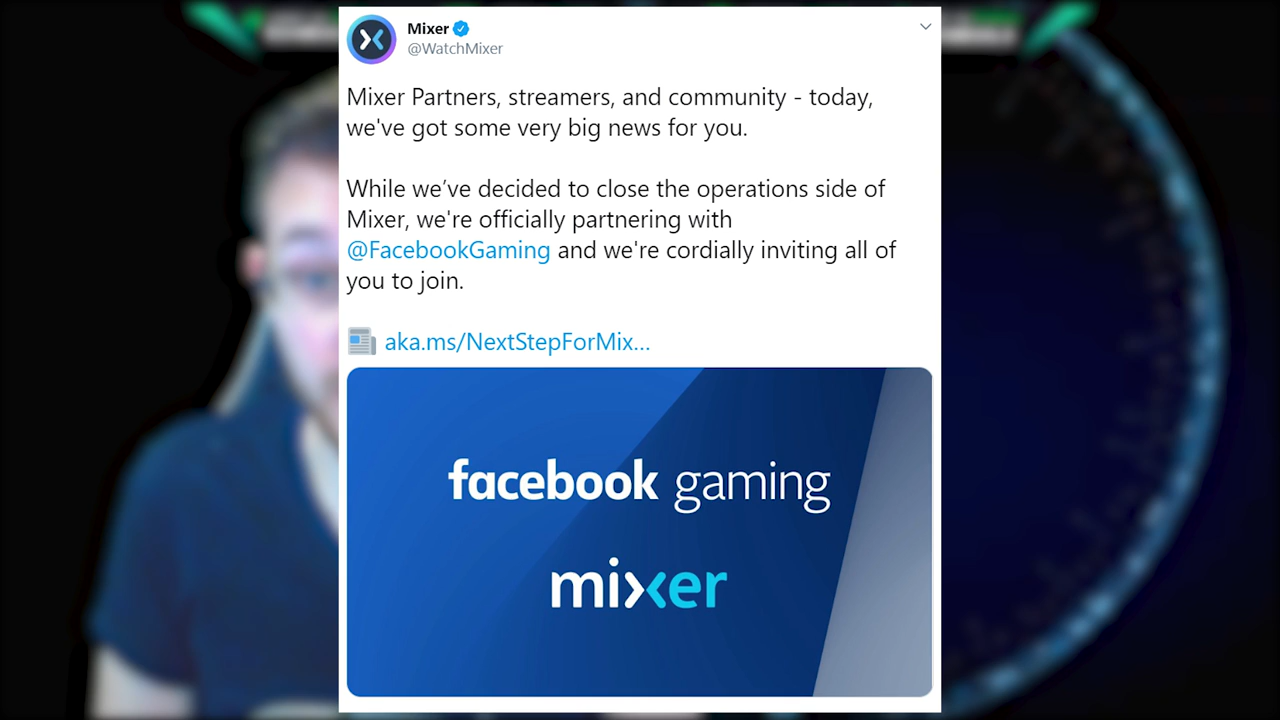 Mixer
@WatchMixer
Mixer Partners, streamers, and community - today,
we've got some very big news for you.
While we’ve decided to close the operations side of
Mixer, we're officially partnering with
@FacebookGaming and we're cordially inviting all of
you to join.
aka.ms/NextStepForMix...
facebook gaming
mixer